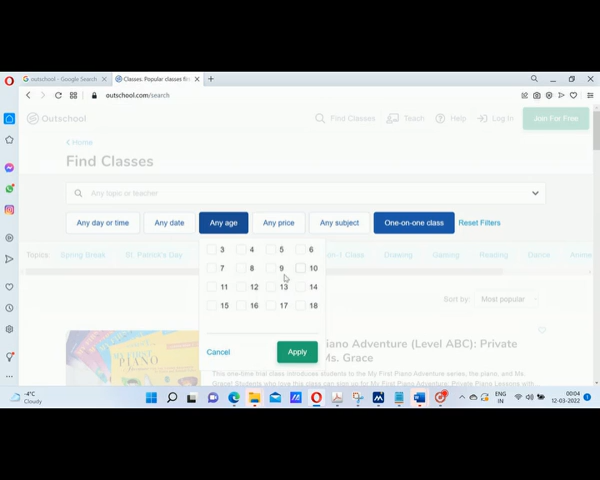 outschool - Google Search
Classes. Popular classes fr
outschool.com/search
Outschool
Find Classes
Teach
Help
Log In
Join For Free
Home
Find Classes
Any topic or teacher
Any day or time
Any date
Any age
Any price
Any subject
One-on-one class
Reset Filters
Topics
Spring Break
St. Patrick's Day
Drawing
Gaming
Reading
Dance
3 4 5 6
7 8 9 10
11 12 13 14
15 16 17 18
Sort by: Most popular
Cancel
Apply
MY FIRST
PIANO
iano Adventure (Level ABC): Private
Ms. Grace
This one-time trial class introduces students to the My First Piano Adventure series, the piano, and Ms.
Grace! Students who love this class can sign up for My First Piano Adventure, Private Piano Lessons with
-4°C
Cloudy
ENG
IN
00:04
12-03-2022